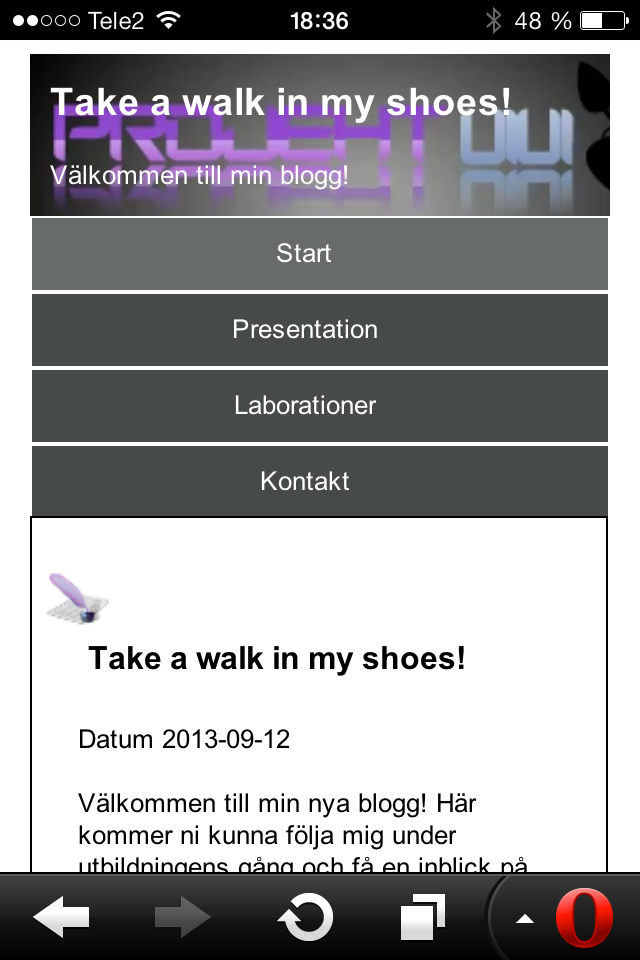 Tele2 18:36 48 %
Take a walk in my shoes!
PROJEKT UIUI
Välkommen till min blogg!
Start
Presentation
Laborationer
Kontakt
Take a walk in my shoes!
Datum 2013-09-12
Välkommen till min nya blogg! Här
kommer ni kunna följa mig under
utbildningens gång och få en inblick på